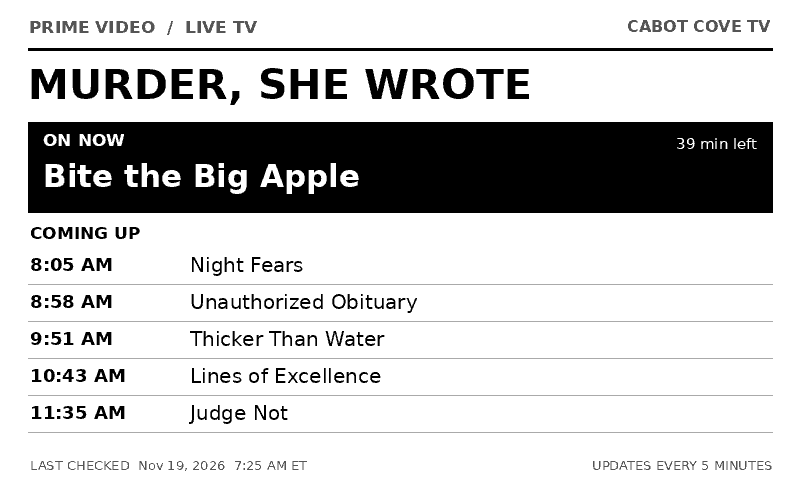 PRIME VIDEO / LIVE TV
CABOT COVE TV
MURDER, SHE WROTE
ON NOW
39 min left
Bite the Big Apple
COMING UP
8:05 AM Night Fears
8:58 AM Unauthorized Obituary
9:51 AM Thicker Than Water
10:43 AM Lines of Excellence
11:35 AM Judge Not
LAST CHECKED Nov 19, 2026 7:25 AM ET
UPDATES EVERY 5 MINUTES